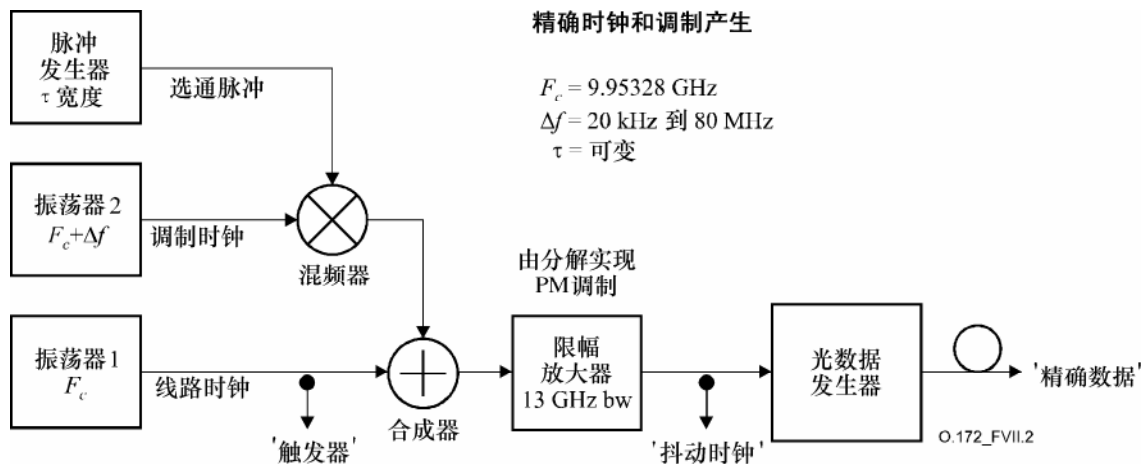 精确时钟和调制产生
脉冲
发生器
τ 宽度
选通脉冲
Fc = 9.95328 GHz
Δf = 20 kHz 到 80 MHz
τ = 可变
振荡器 2
Fc+Δf
调制时钟
混频器
由分解实现
PM调制
振荡器 1
Fc
线路时钟
'触发器'
合成器
限幅
放大器
13 GHz bw
'抖动时钟'
光数据
发生器
'精确数据'
O.172_FVII.2